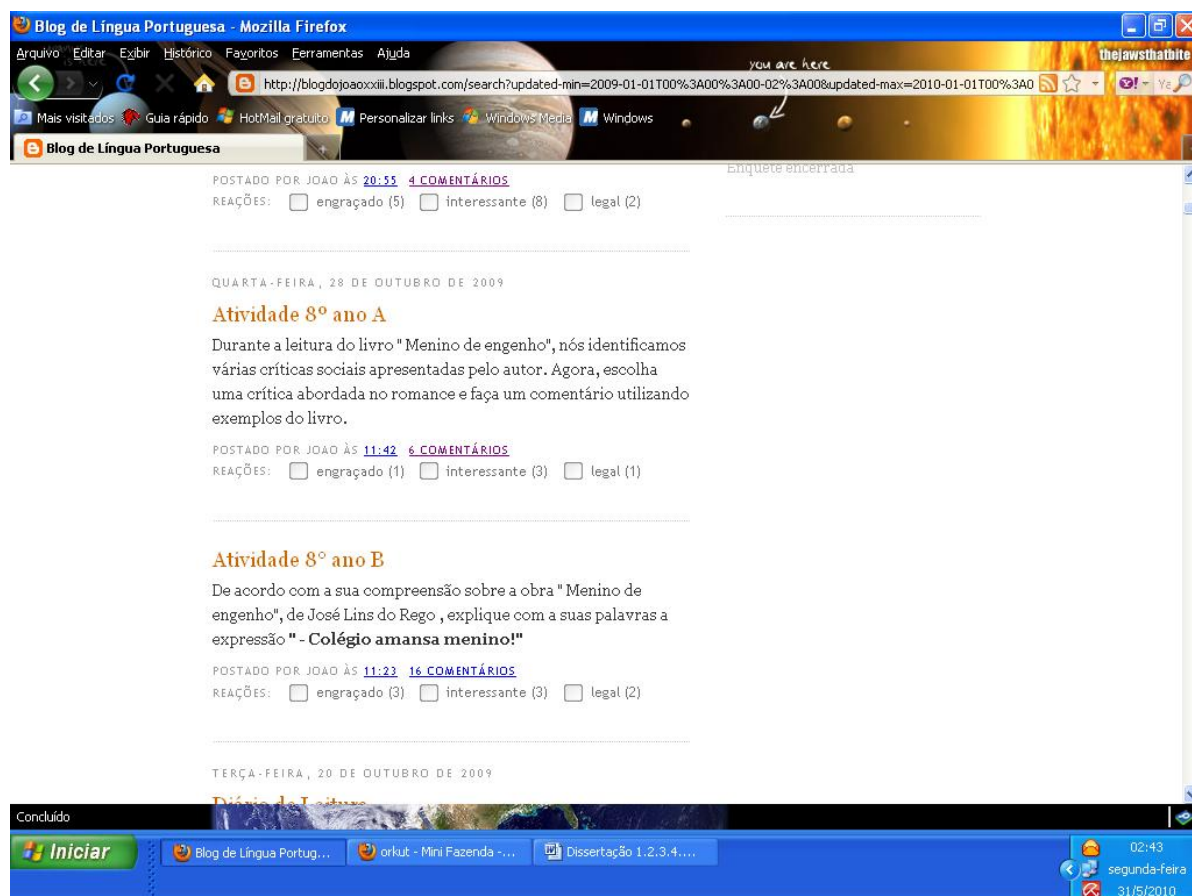 Blog de Língua Portuguesa - Mozilla Firefox
Arquivo Editar Exibir Histórico Favoritos Ferramentas Ajuda
you are here
thejawsthatbite
http://blogdojoaoxxiii.blogspot.com/search?updated-min=2009-01-01T00%3A00%3A00-02%3A00&updated-max=2010-01-01T00%3A0
Mais visitados Guia rápido HotMail gratuito Personalizar links Windows Media Windows
Blog de Língua Portuguesa
Enquete encerrada
POSTADO POR JOAO ÀS 20:55 4 COMENTÁRIOS
REAÇÕES: engraçado (5) interessante (8) legal (2)
QUARTA-FEIRA, 28 DE OUTUBRO DE 2009
Atividade 8º ano A
Durante a leitura do livro " Menino de engenho", nós identificamos
várias críticas sociais apresentadas pelo autor. Agora, escolha
uma crítica abordada no romance e faça um comentário utilizando
exemplos do livro.
POSTADO POR JOAO ÀS 11:42 6 COMENTÁRIOS
REAÇÕES: engraçado (1) interessante (3) legal (1)
Atividade 8° ano B
De acordo com a sua compreensão sobre a obra " Menino de
engenho", de José Lins do Rego , explique com a suas palavras a
expressão " - Colégio amansa menino!"
POSTADO POR JOAO ÀS 11:23 16 COMENTÁRIOS
REAÇÕES: engraçado (3) interessante (3) legal (2)
TERÇA-FEIRA, 20 DE OUTUBRO DE 2009
Diário de Leitura
Concluído
Iniciar
Blog de Língua Portug...
orkut - Mini Fazenda -...
Dissertação 1.2.3.4....
02:43
segunda-feira
31/5/2010